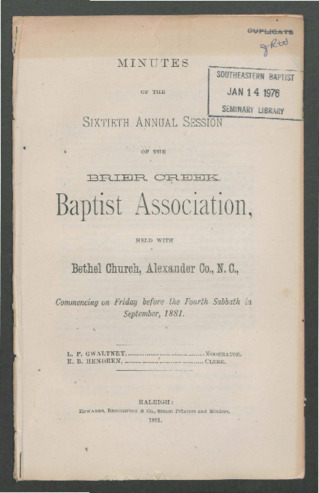 DUPLICATE
MINUTES
SOUTHEASTERN BAPTIST
JAN 14 1976
SEMINARY LIBRARY
OF THE
SIXTIETH ANNUAL SESSION
OF THE
BRIER CREEK
Baptist Association,
HELD WITH
Bethel Church, Alexander Co., N. C.,
Commencing on Friday before the Fourth Sabbath in
September, 1881.
L. P. GWALTNEY, MODERATOR.
CLERK.
RALEIGH:
EDWARDS, BROUGHTON & CO., STEAM PRINTERS AND BINDERS.
1881.